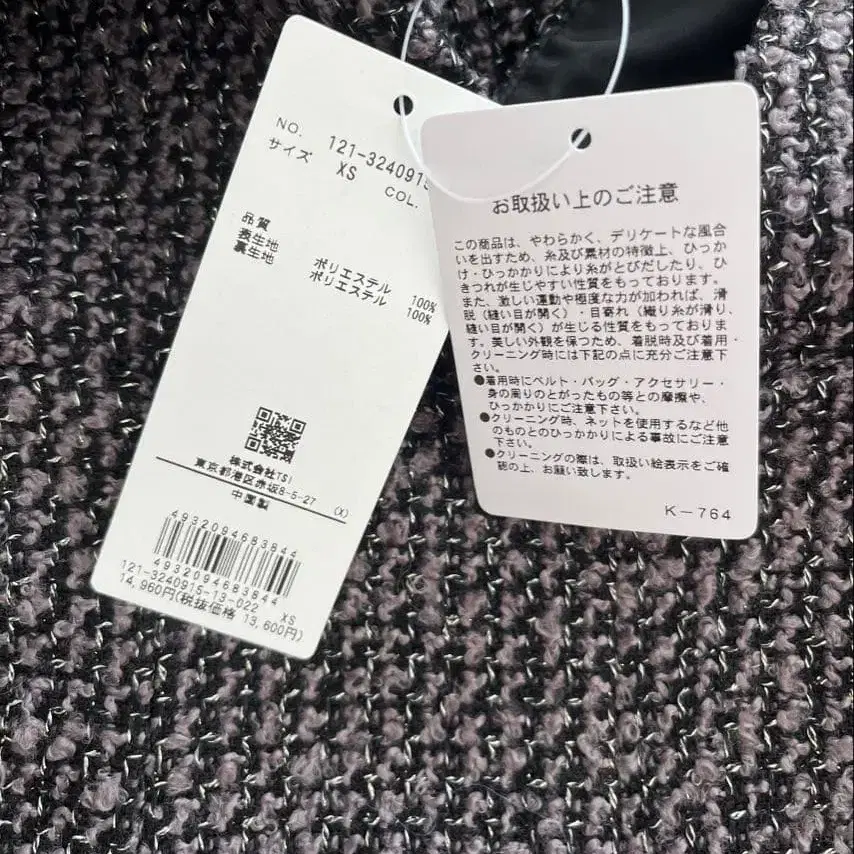 NO. 121-3240915
サイズ XS COL.
品質
表生地 ポリエステル 100%
裏生地 ポリエステル 100%
株式会社TSI
東京都港区赤坂8-5-27 (X)
中国製
4932094683844
4932094683844
121-3240915-13-022 XS
14,960円(税抜価格 13,600円)
お取扱い上のご注意
この商品は、やわらかく、デリケートな風合
いを出すため、糸及び素材の特徴上、ひっか
け・ひっかかりにより糸がとびだしたり、ひ
きつれが生じやすい性質をもっております。
また、激しい運動や極度な力が加われば、滑
脱(縫い目が開く)・目寄れ(織り糸が滑り、
縫い目が開く)が生じる性質をもっておりま
す。美しい外観を保つため、着脱時及び着用・
クリーニング時には下記の点に充分ご注意下
さい。
●着用時にベルト・バッグ・アクセサリー・
身の周りのとがったもの等との摩擦や、
ひっかかりにご注意下さい。
●クリーニング時、ネットを使用するなど他
のものとのひっかかりによる事故にご注意
下さい。
●クリーニングの際は、取扱い絵表示をご確
認の上、お願い致します。
K-764